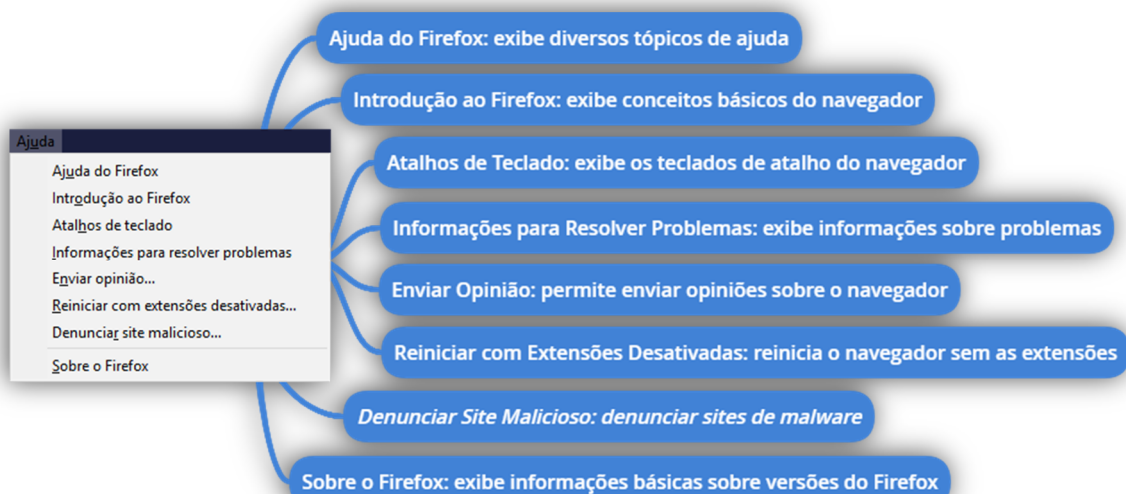 Ajuda
Ajuda do Firefox
Introdução ao Firefox
Atalhos de teclado
Informações para resolver problemas
Enviar opinião...
Reiniciar com extensões desativadas...
Denunciar site malicioso...
Sobre o Firefox
Ajuda do Firefox: exibe diversos tópicos de ajuda
Introdução ao Firefox: exibe conceitos básicos do navegador
Atalhos de Teclado: exibe os teclados de atalho do navegador
Informações para Resolver Problemas: exibe informações sobre problemas
Enviar Opinião: permite enviar opiniões sobre o navegador
Reiniciar com Extensões Desativadas: reinicia o navegador sem as extensões
Denunciar Site Malicioso: denunciar sites de malware
Sobre o Firefox: exibe informações básicas sobre versões do Firefox